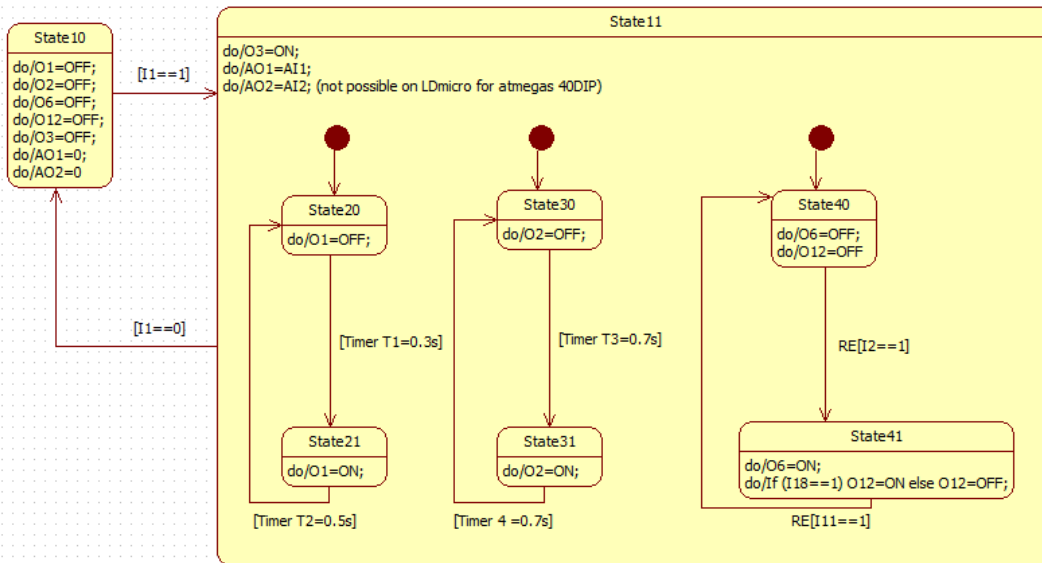 State10
do/O1=OFF;
do/O2=OFF;
do/O6=OFF;
do/O12=OFF;
do/O3=OFF;
do/AO1=0;
do/AO2=0
[I1==1]
[I1==0]
State11
do/O3=ON;
do/AO1=AI1;
do/AO2=AI2; (not possible on LDmicro for atmegas 40DIP)
State20
do/O1=OFF;
[Timer T1=0.3s]
State21
do/O1=ON;
[Timer T2=0.5s]
State30
do/O2=OFF;
[Timer T3=0.7s]
State31
do/O2=ON;
[Timer 4 =0.7s]
State40
do/O6=OFF;
do/O12=OFF
RE[I2==1]
State41
do/O6=ON;
do/If (I18==1) O12=ON else O12=OFF;
RE[I11==1]